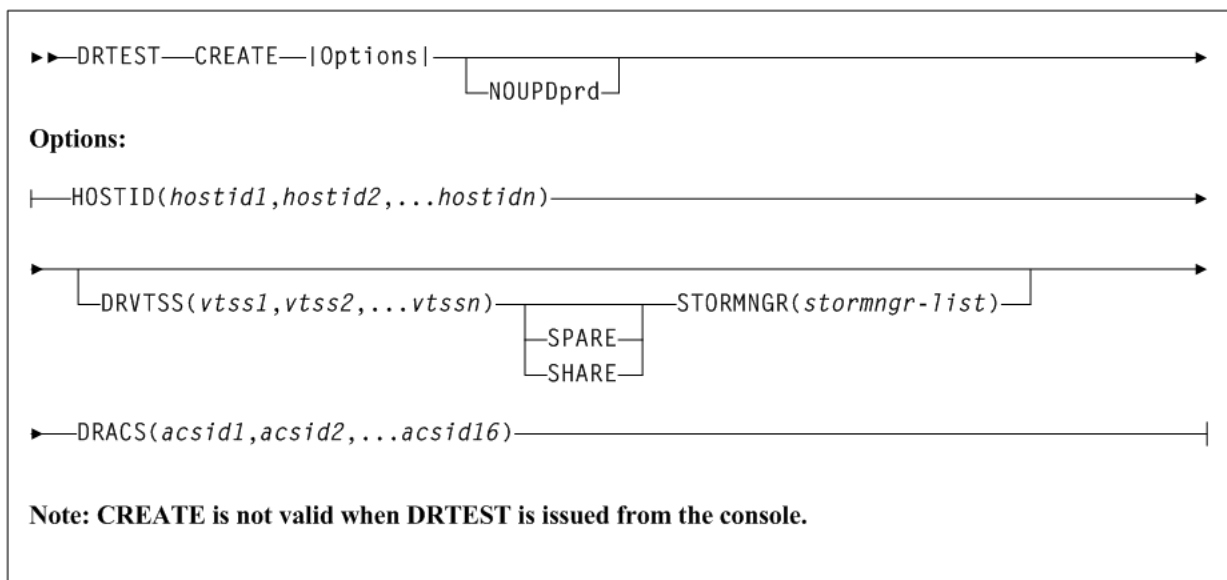 DRTEST CREATE |Options|
NOUPDprd
Options:
HOSTID(hostid1,hostid2,...hostidn)
DRVTSS(vtss1,vtss2,...vtssn) STORMNGR(stormngr-list)
SPARE
SHARE
DRACS(acsid1,acsid2,...acsid16)
Note: CREATE is not valid when DRTEST is issued from the console.